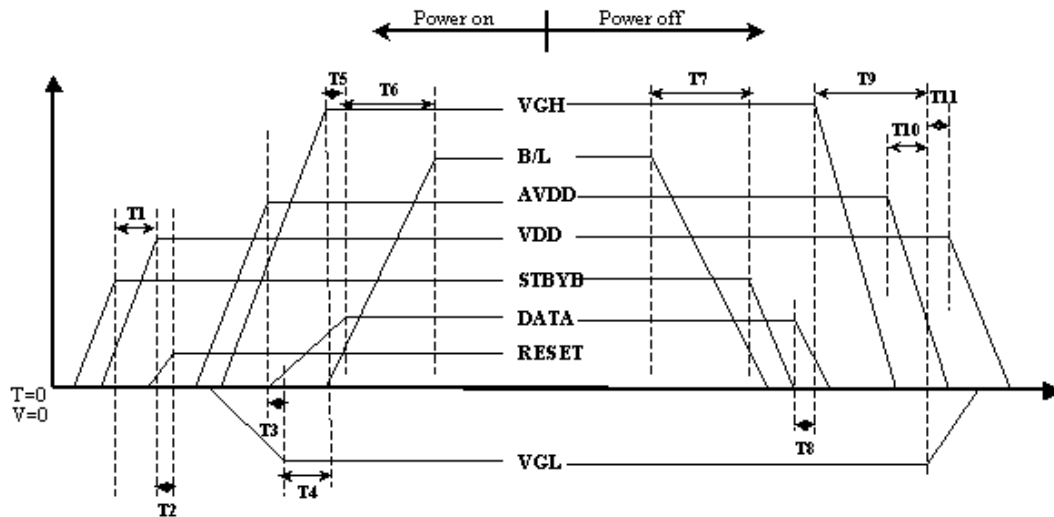 Power on
Power off
T5
T6
T7
T9
T11
VGH
T10
B/L
AVDD
T1
VDD
STBYB
DATA
RESET
T=0
V=0
T3
T8
VGL
T4
T2